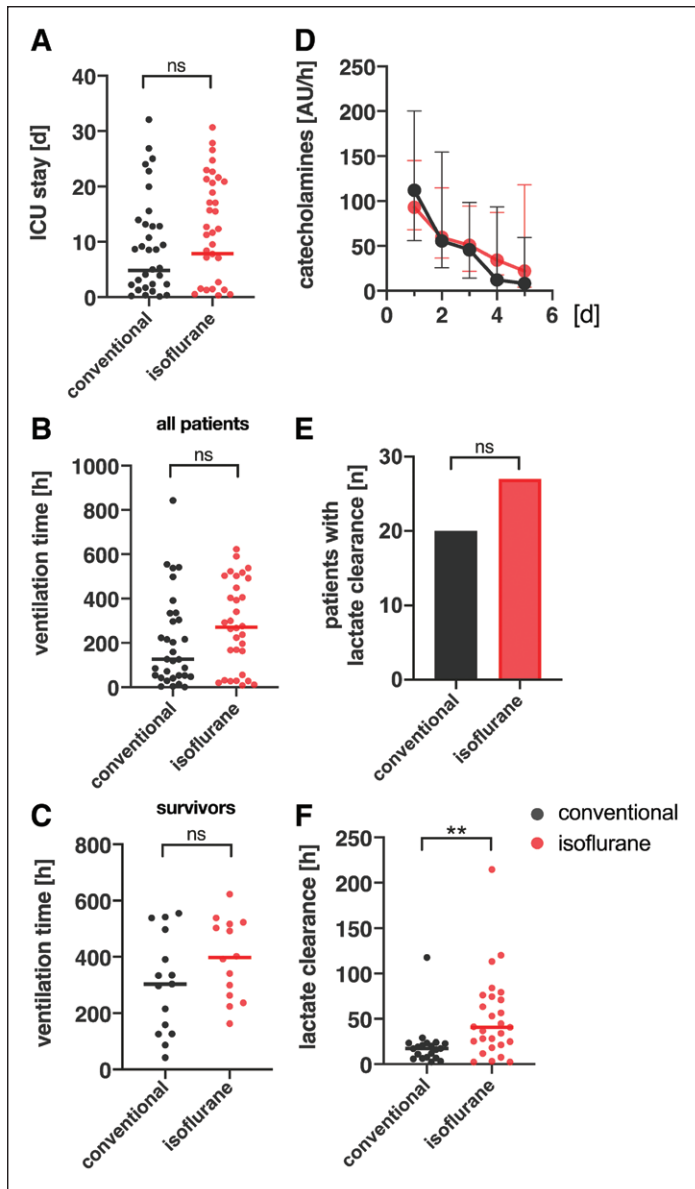 A
ns
ICU stay [d]
40
30
20
10
0
conventional
isoflurane
B
all patients
ns
ventilation time [h]
1000
800
600
400
200
0
conventional
isoflurane
C
survivors
ns
ventilation time [h]
800
600
400
200
0
conventional
isoflurane
D
catecholamines [AU/h]
250
200
150
100
50
0
0
2
4
6
[d]
E
ns
patients with
lactate clearance [n]
30
20
10
0
conventional
isoflurane
conventional
isoflurane
F
**
lactate clearance [h]
250
200
150
100
50
0
conventional
isoflurane